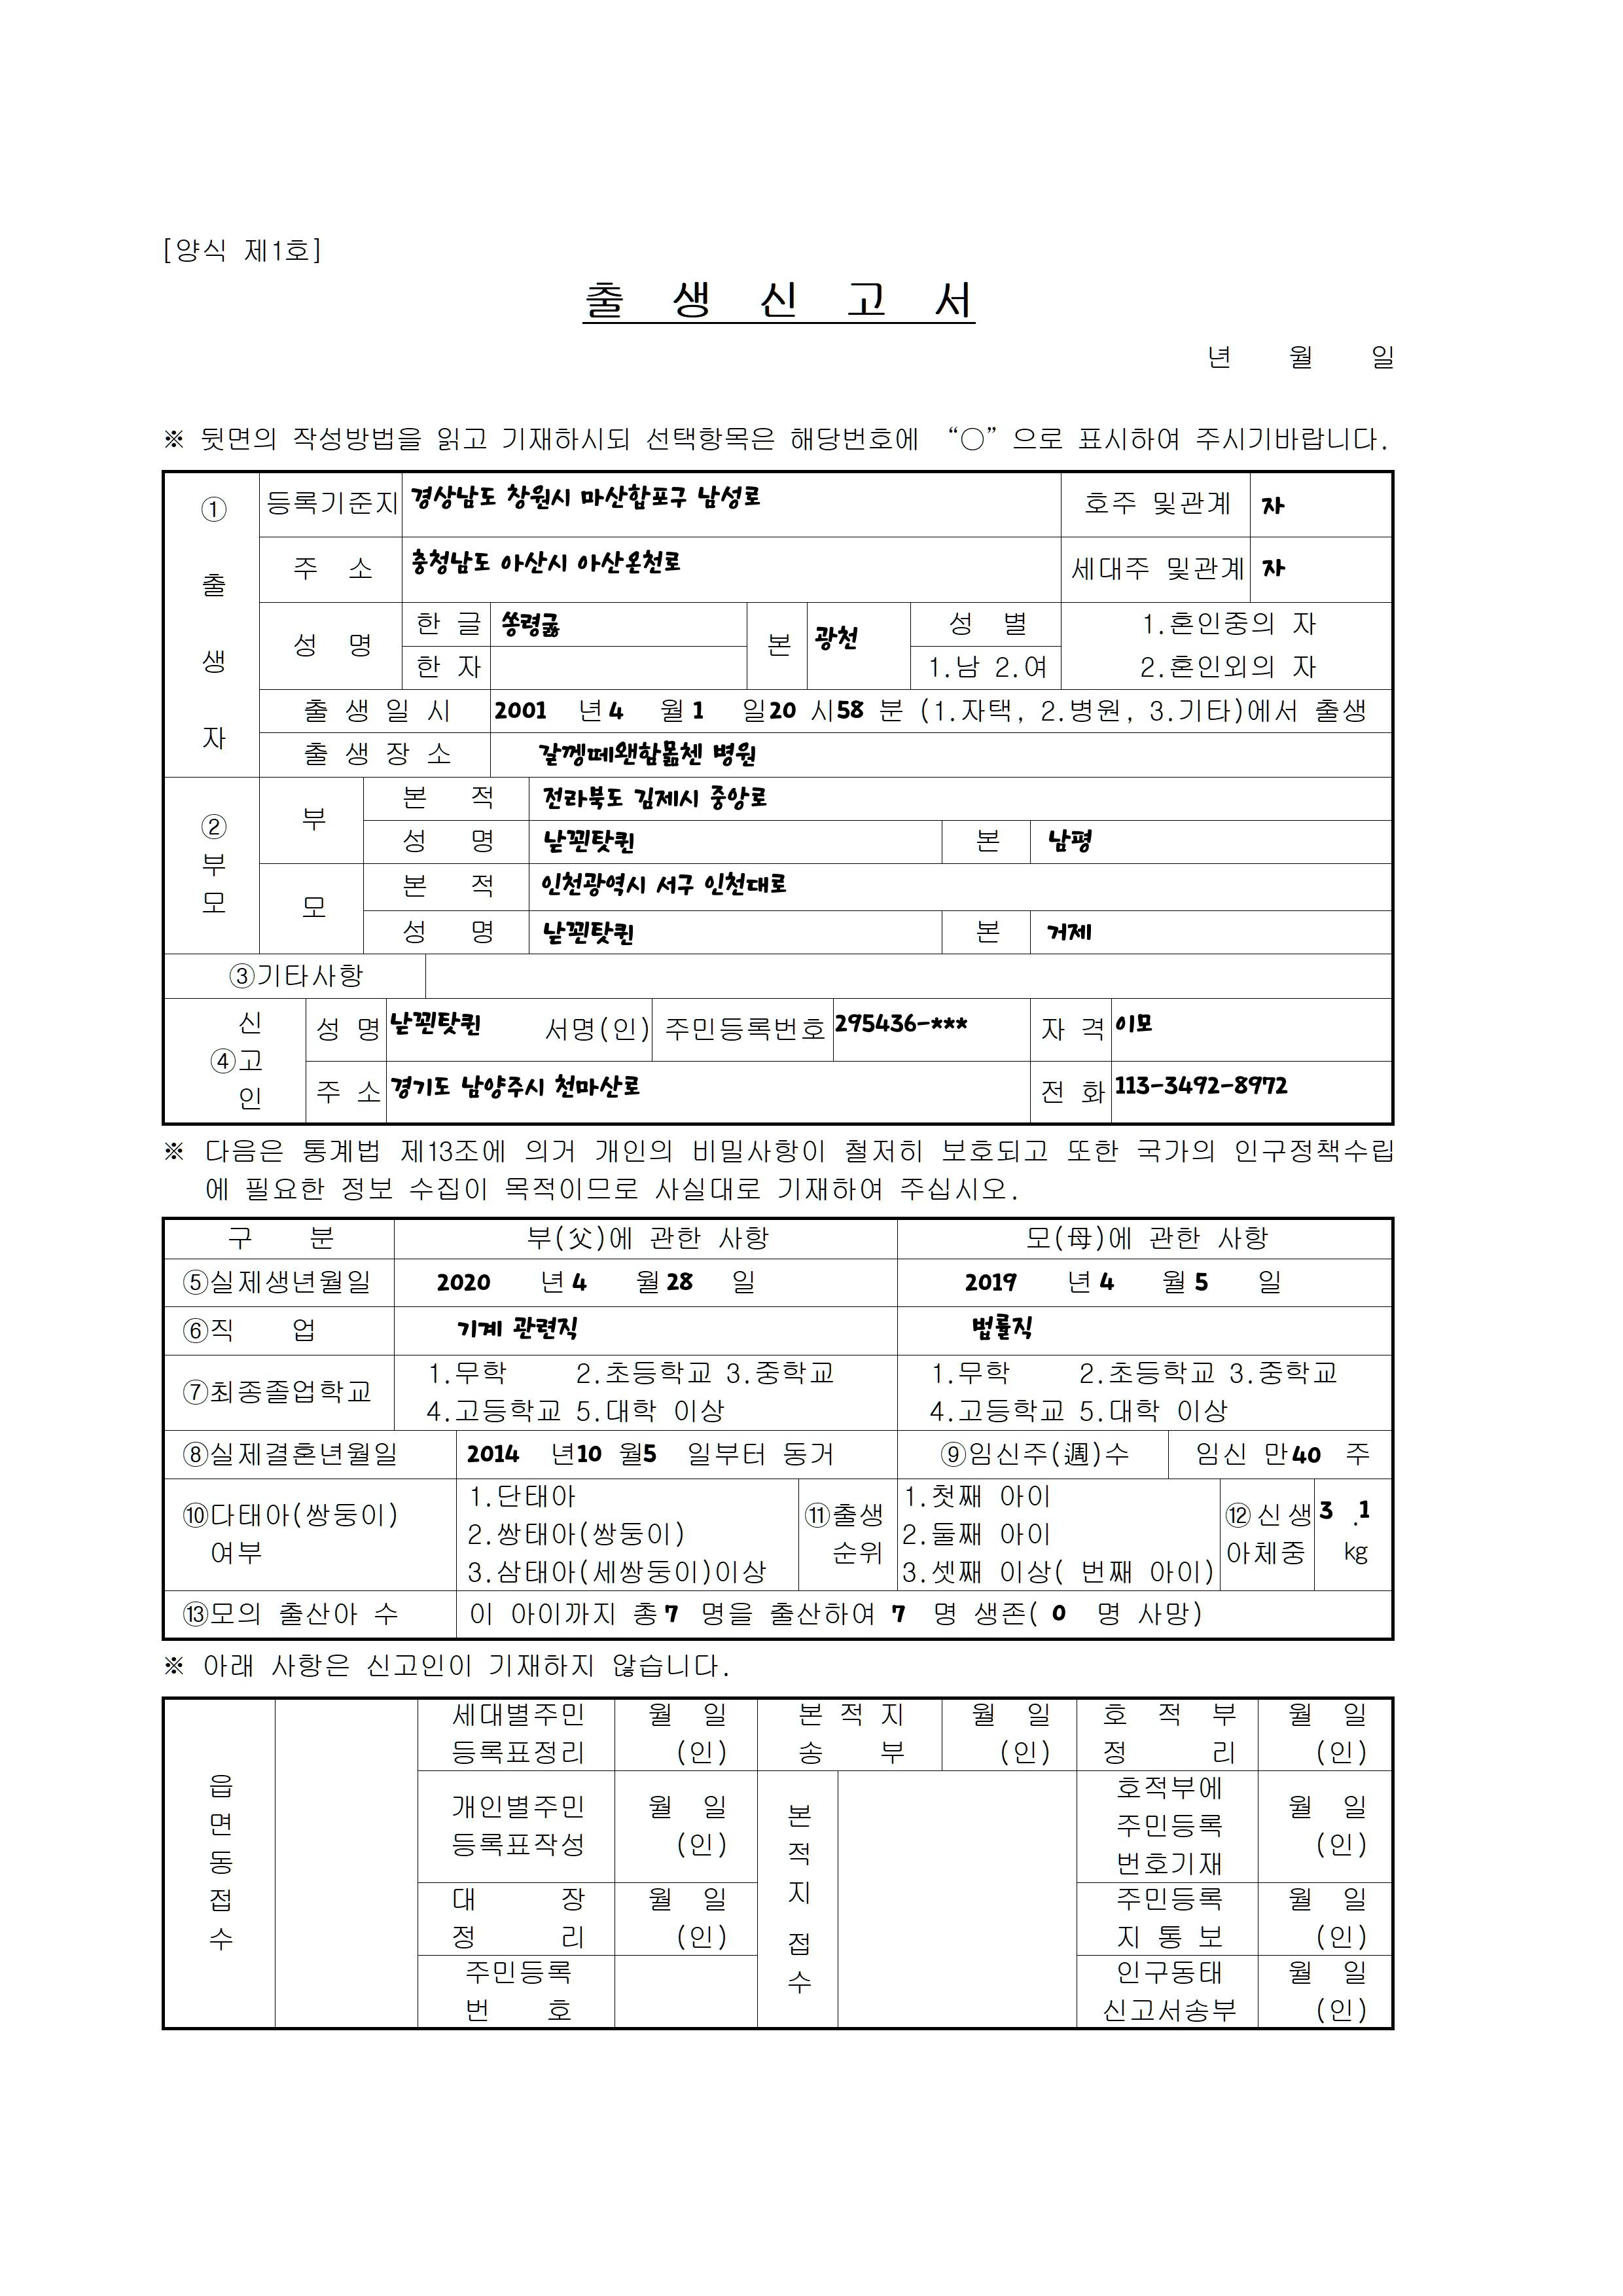 [양식 제1호]
출 생 신 고 서
년 월 일
※ 뒷면의 작성방법을 읽고 기재하시되 선택항목은 해당번호에 “○”으로 표시하여 주시기바랍니다.
① 출 생 자
등록기준지 경상남도 창원시 마산합포구 남성로 호주 및관계 자
주 소 충청남도 아산시 아산온천로 세대주 및관계 자
성 명 한 글 본 광천 성 별 1.혼인중의 자
한 자 1.남 2.여 2.혼인외의 자
출 생 일 시 2001 년 4 월 1 일 20 시 58 분 (1.자택, 2.병원, 3.기타)에서 출생
출 생 장 소 병원
② 부 모
부 본 적 전라북도 김제시 중앙로
성 명 본 남평
모 본 적 인천광역시 서구 인천대로
성 명 본 거제
③기타사항
④ 신 고 인
성 명 서명(인) 주민등록번호 295436-*** 자 격 이모
주 소 경기도 남양주시 천마산로 전 화 113-3492-8972
※ 다음은 통계법 제13조에 의거 개인의 비밀사항이 철저히 보호되고 또한 국가의 인구정책수립
에 필요한 정보 수집이 목적이므로 사실대로 기재하여 주십시오.
구 분 부(父)에 관한 사항 모(母)에 관한 사항
⑤실제생년월일 2020 년 4 월 28 일 2019 년 4 월 5 일
⑥직 업 기계 관련직 법률직
⑦최종졸업학교 1.무학 2.초등학교 3.중학교 1.무학 2.초등학교 3.중학교
4.고등학교 5.대학 이상 4.고등학교 5.대학 이상
⑧실제결혼년월일 2014 년 10 월 5 일부터 동거 ⑨임신주(週)수 임신 만 40 주
⑩다태아(쌍둥이) 여부
1.단태아
2.쌍태아(쌍둥이)
3.삼태아(세쌍둥이)이상
⑪출생 순위
1.첫째 아이
2.둘째 아이
3.셋째 이상( 번째 아이)
⑫신생아체중 3 .1 kg
⑬모의 출산아 수 이 아이까지 총 7 명을 출산하여 7 명 생존( 0 명 사망)
※ 아래 사항은 신고인이 기재하지 않습니다.
읍면동접수
세대별주민 월 일 본 적 지 월 일 호 적 부 월 일
등록표정리 (인) 송 부 (인) 정 리 (인)
개인별주민 월 일
등록표작성 (인)
본적지접수
호적부에
주민등록 월 일
번호기재 (인)
대 장 월 일 주민등록 월 일
정 리 (인) 지 통 보 (인)
주민등록 인구동태 월 일
번 호 신고서송부 (인)